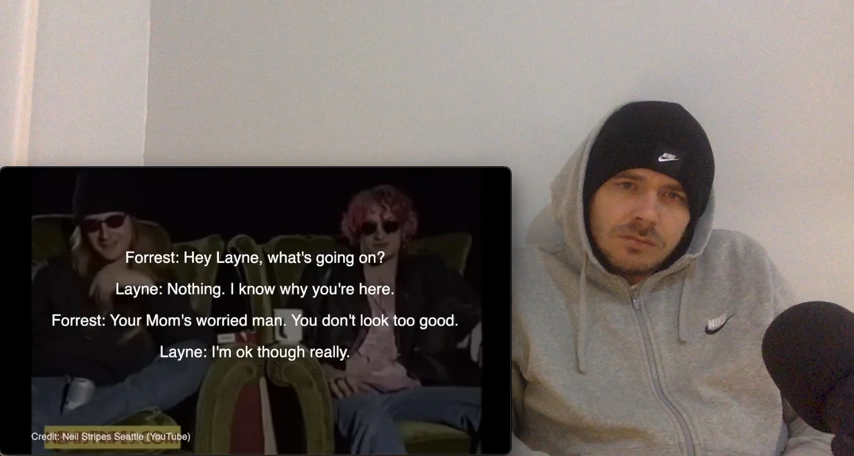 Forrest: Hey Layne, what's going on?
Layne: Nothing. I know why you're here.
Forrest: Your Mom's worried man. You don't look too good.
Layne: I'm ok though really.
Credit: Neil Stripes Seattle (YouTube)